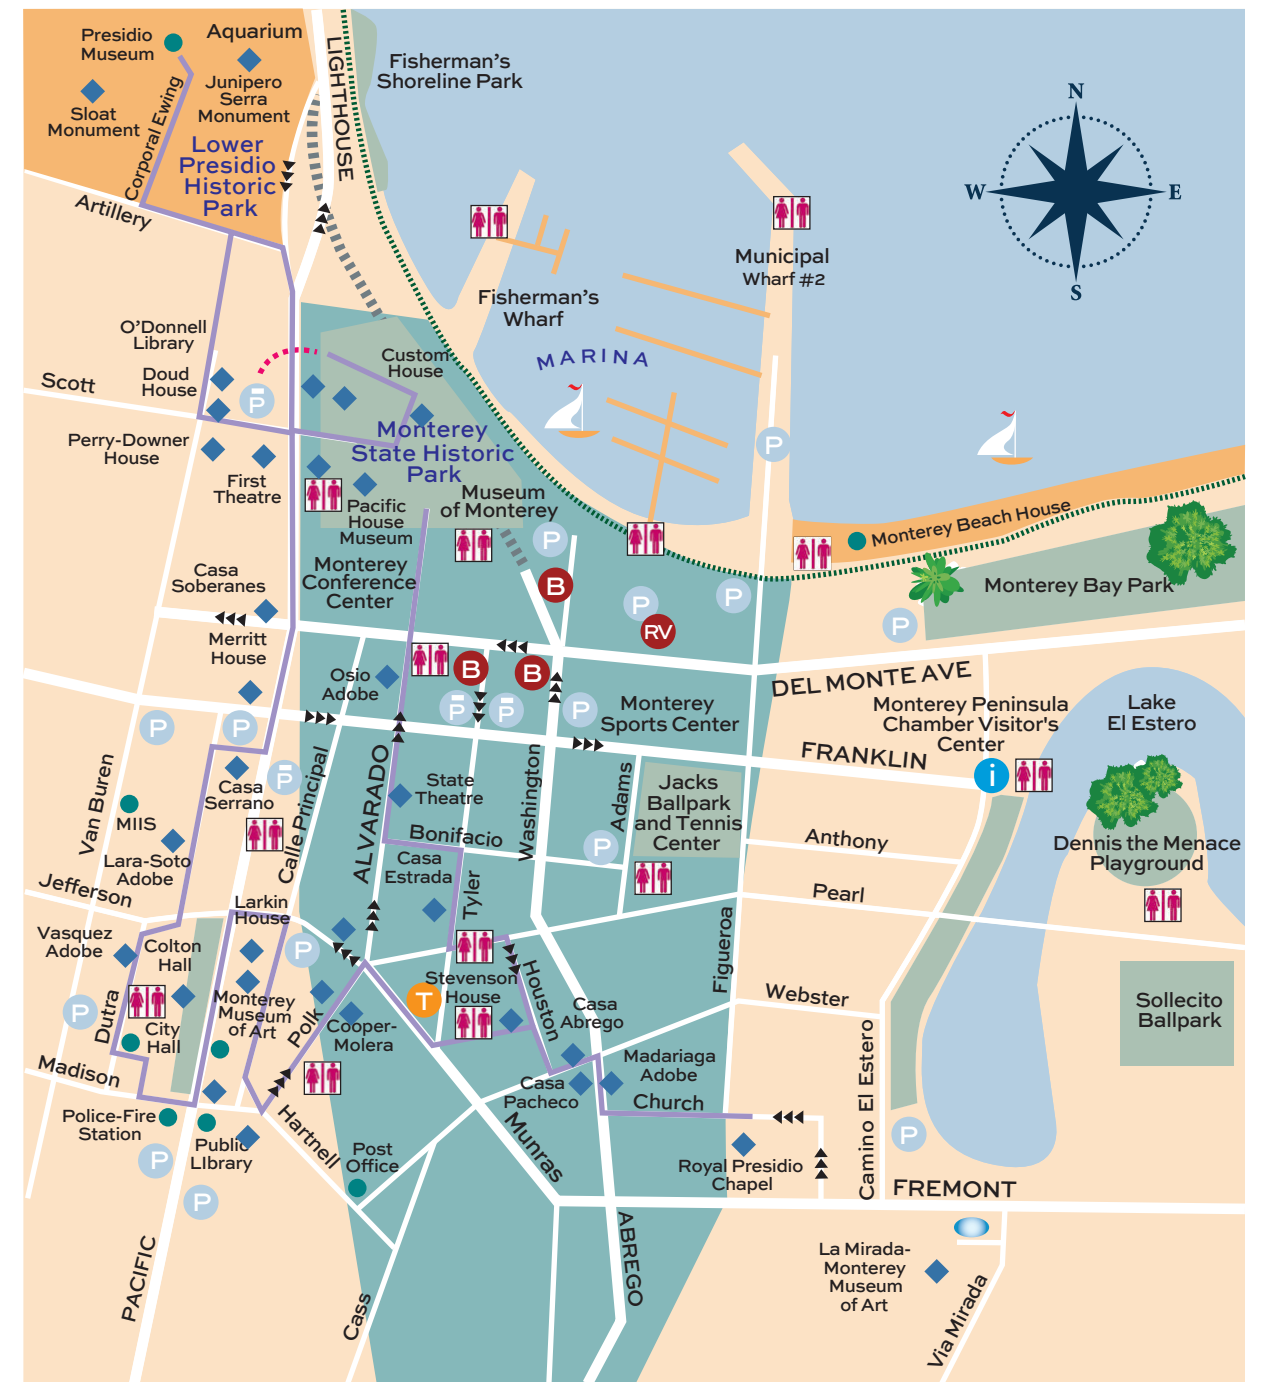 Presidio
Museum
Aquarium
Sloat
Monument
Corporal Ewing
Junipero
Serra
Monument
Lower
Presidio
Historic
Park
Artillery
LIGHTHOUSE
Fisherman's
Shoreline Park
N
W
E
S
Municipal
Wharf #2
Fisherman's
Wharf
MARINA
O'Donnell
Library
Scott
Doud
House
P
Custom
House
Monterey
State Historic
Park
Perry-Downer
House
First
Theatre
Pacific
House
Museum
Museum
of Monterey
P
P
Monterey Beach House
Monterey Bay Park
Casa
Soberanes
Monterey
Conference
Center
B
P
RV
P
P
Merritt
House
Osio
Adobe
B
B
P
P
P
Monterey
Sports Center
DEL MONTE AVE
Monterey Peninsula
Chamber Visitor's
Center
i
Lake
El Estero
P
P
FRANKLIN
Van Buren
MIIS
Casa
Serrano
P
Calle Principal
ALVARADO
State
Theatre
Bonifacio
Washington
Adams
P
Jacks
Ballpark
and Tennis
Center
Anthony
Dennis the Menace
Playground
Lara-Soto
Adobe
Casa
Estrada
Tyler
Jefferson
Larkin
House
Pearl
Vasquez
Adobe
Colton
Hall
P
P
Dutra
City
Hall
Monterey
Museum
of Art
Polk
Cooper-
Molera
T
Stevenson
House
Houston
Casa
Abrego
Figueroa
Webster
Sollecito
Ballpark
Madison
Casa
Pacheco
Madariaga
Adobe
Church
Camino El Estero
P
Police-Fire
Station
Public
LIbrary
P
P
Hartnell
Post
Office
Munras
Royal Presidio
Chapel
FREMONT
PACIFIC
Cass
ABREGO
La Mirada-
Monterey
Museum
of Art
Via Mirada